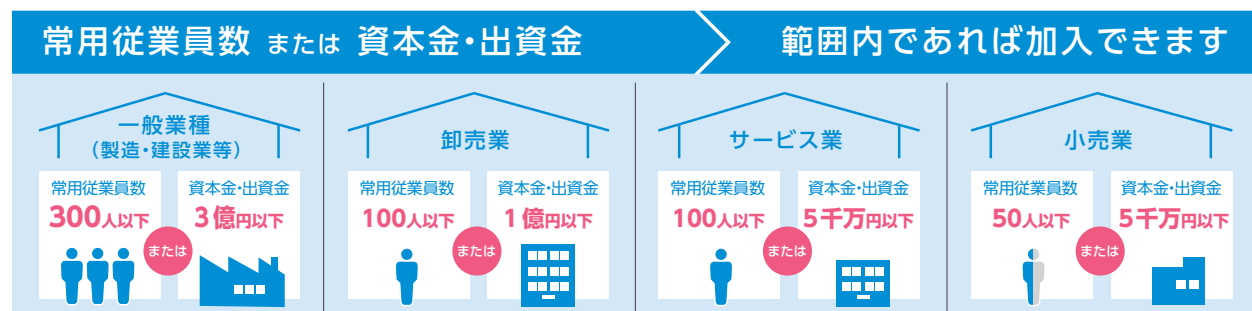 常用従業員数 または 資本金・出資金
範囲内であれば加入できます
一般業種
（製造・建設業等）
常用従業員数
300人以下
または
資本金・出資金
3億円以下
卸売業
常用従業員数
100人以下
または
資本金・出資金
1億円以下
サービス業
常用従業員数
100人以下
または
資本金・出資金
5千万円以下
小売業
常用従業員数
50人以下
または
資本金・出資金
5千万円以下